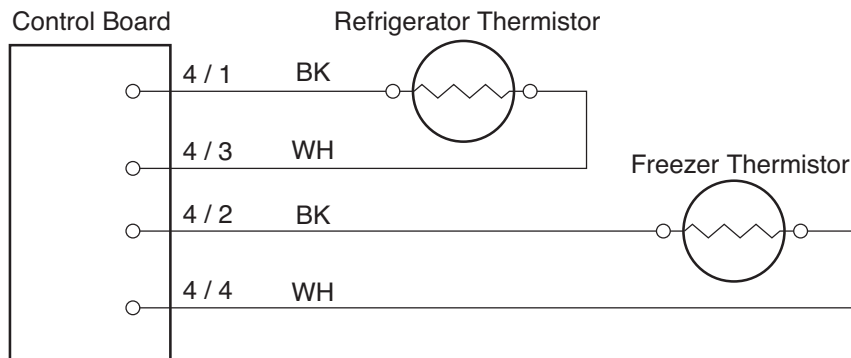 Control Board
Refrigerator Thermistor
4 / 1 BK
4 / 3 WH
Freezer Thermistor
4 / 2 BK
4 / 4 WH